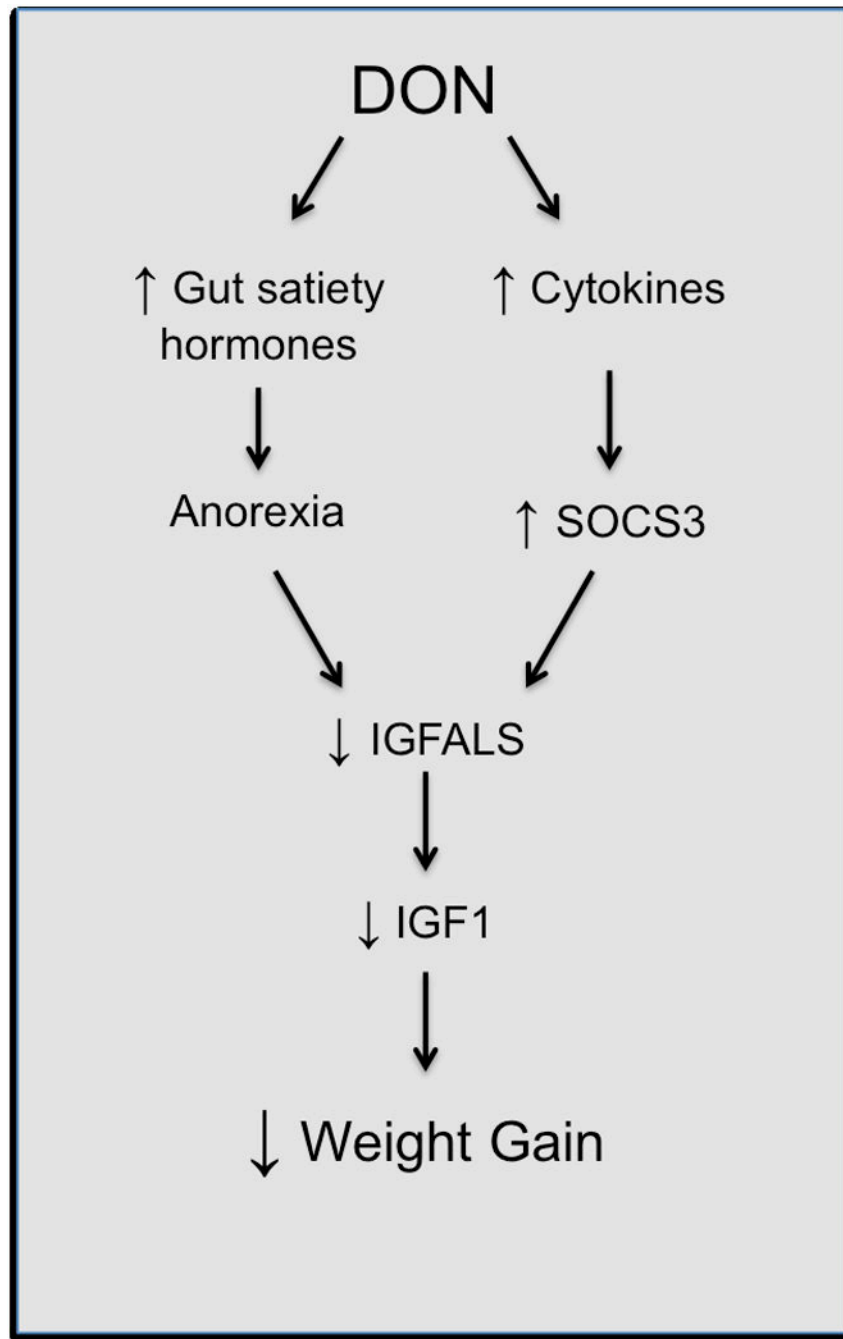 DON
↑ Gut satiety
hormones
↑ Cytokines
Anorexia
↑ SOCS3
↓ IGFALS
↓ IGF1
↓ Weight Gain